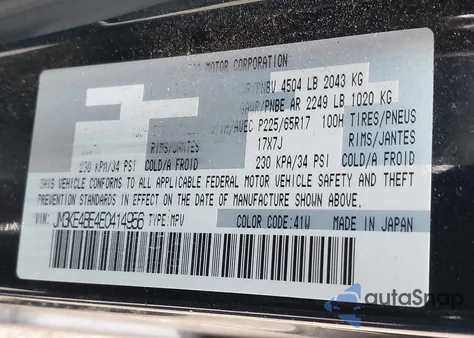 MOTOR CORPORATION
/PNBV 4504 LB 2043 KG
/PNBE AR 2249 LB 1020 KG
/AVEC P225/65R17 100H TIRES/PNEUS
RIMS/JANTES 17X7J RIMS/JANTES
230 KPA/34 PSI COLD/A FROID 230 KPA/34 PSI COLD/A FROID
THIS VEHICLE CONFORMS TO ALL APPLICABLE FEDERAL MOTOR VEHICLE SAFETY AND THEFT
PREVENTION STANDARDS IN EFFECT ON THE DATE OF MANUFACTURE SHOWN ABOVE.
VIN: JM3KE4BE4E0414956 TYPE: MPV COLOR CODE: 41W MADE IN JAPAN
autoSnap